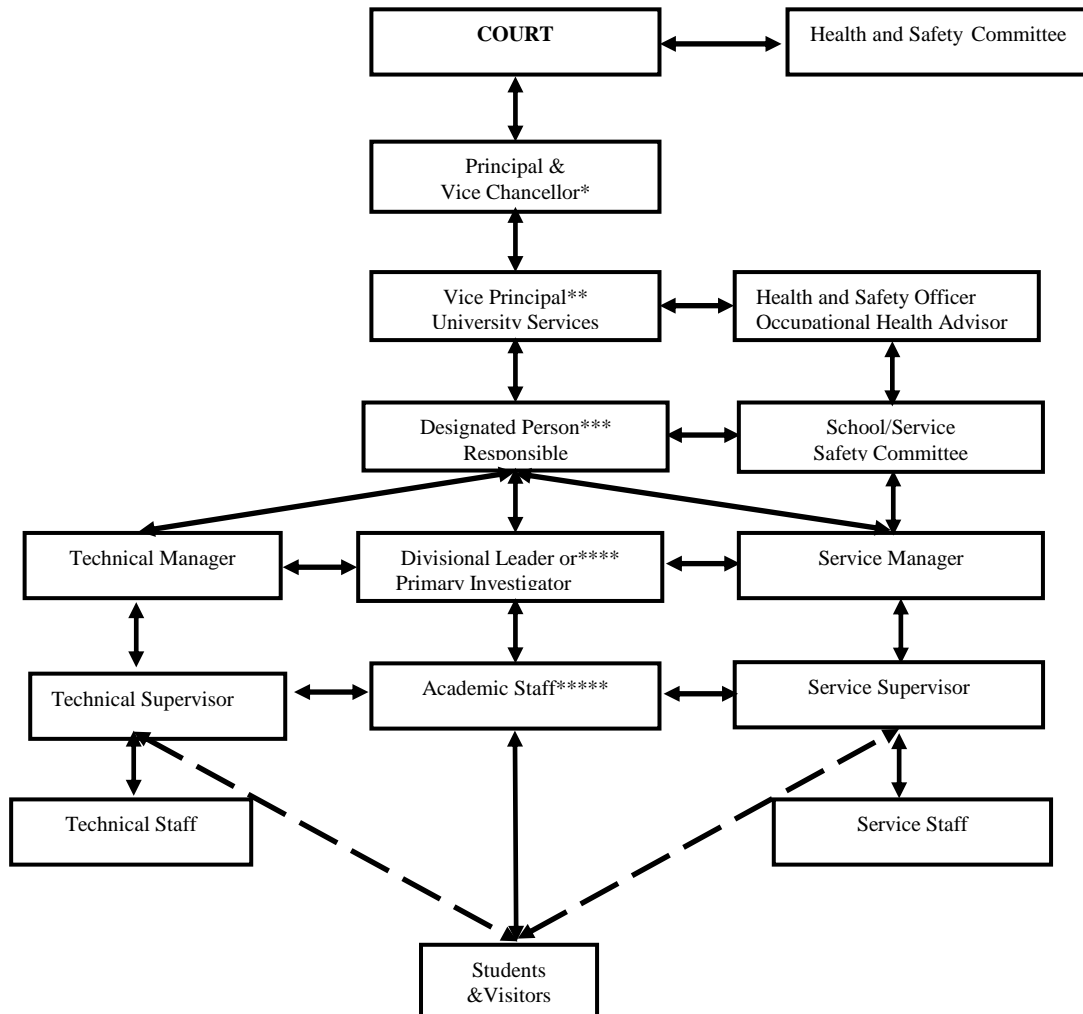 COURT
Health and Safety Committee
Principal &
Vice Chancellor*
Vice Principal**
University Services
Health and Safety Officer
Occupational Health Advisor
Designated Person***
Responsible
School/Service
Safety Committee
Technical Manager
Divisional Leader or****
Primary Investigator
Service Manager
Technical Supervisor
Academic Staff*****
Service Supervisor
Technical Staff
Service Staff
Students
&Visitors